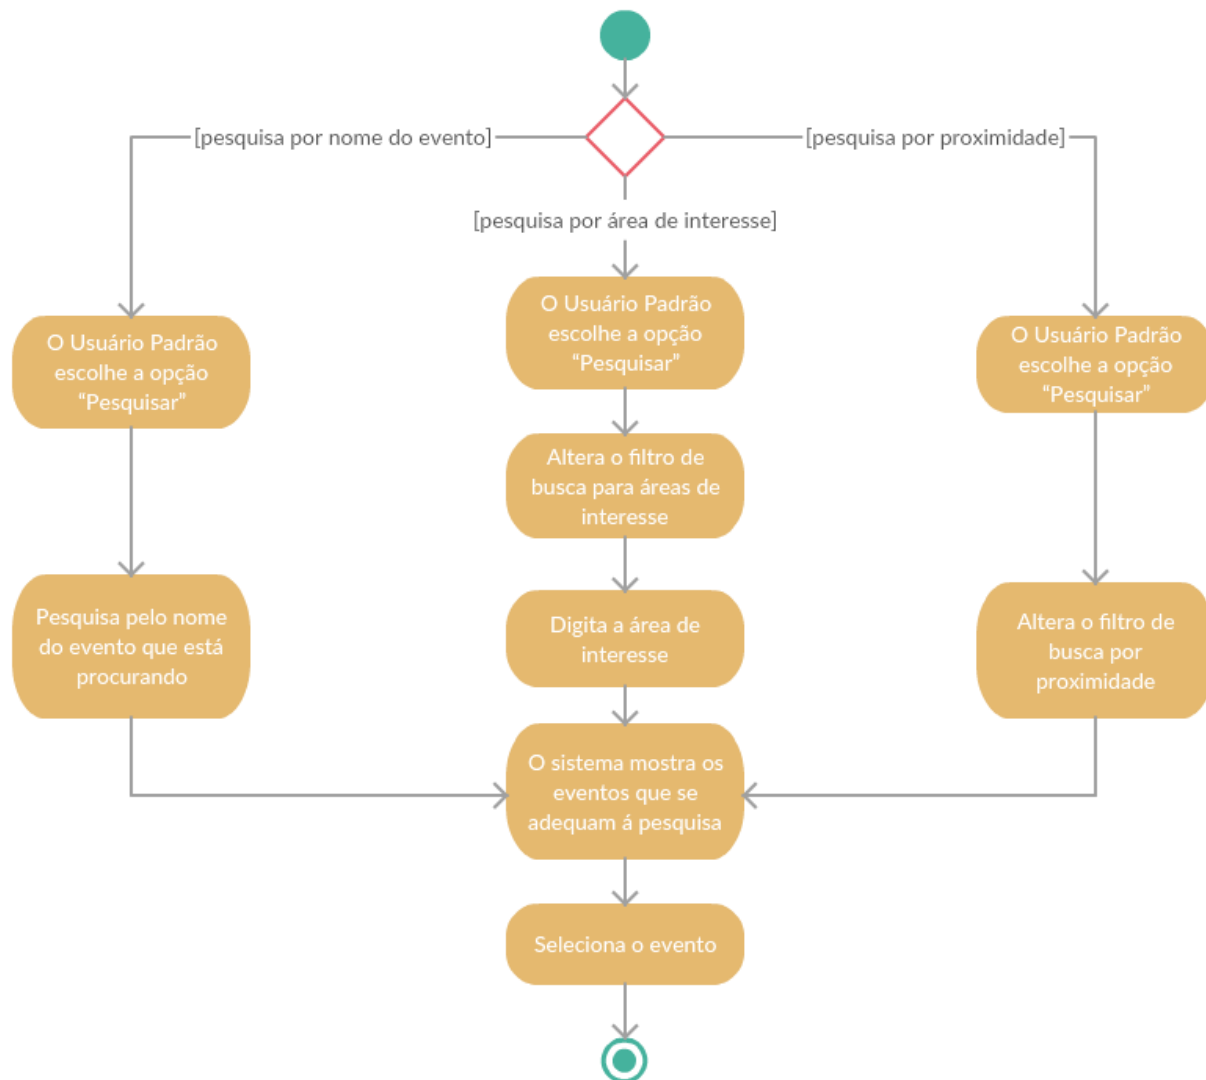 [pesquisa por nome do evento]
[pesquisa por proximidade]
[pesquisa por área de interesse]
O Usuário Padrão
escolhe a opção
“Pesquisar”
O Usuário Padrão
escolhe a opção
“Pesquisar”
O Usuário Padrão
escolhe a opção
“Pesquisar”
Altera o filtro de
busca para áreas de
interesse
Pesquisa pelo nome
do evento que está
procurando
Digita a área de
interesse
Altera o filtro de
busca por
proximidade
O sistema mostra os
eventos que se
adequam á pesquisa
Seleciona o evento